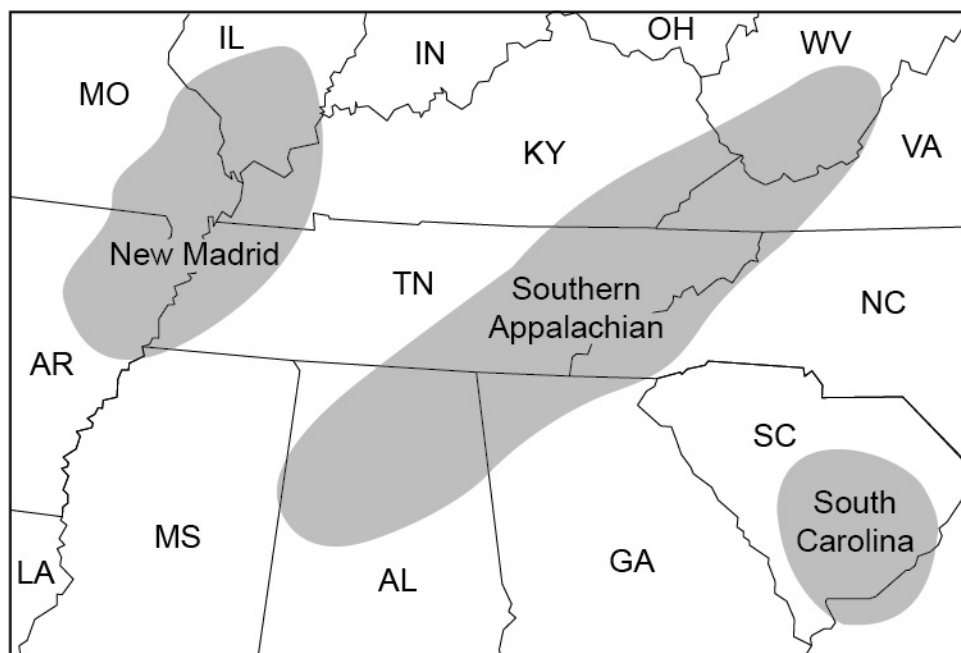 IL
IN
OH
WV
MO
KY
VA
New Madrid
TN
Southern
Appalachian
NC
AR
SC
South
Carolina
MS
LA
AL
GA